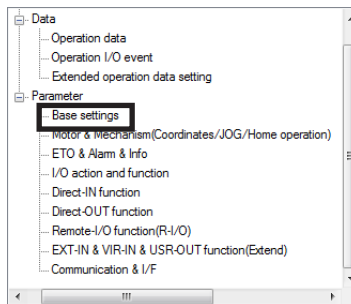 Data
Operation data
Operation I/O event
Extended operation data setting
Parameter
Base settings
Motor & Mechanism(Coordinates/JOG/Home operation)
ETO & Alarm & Info
I/O action and function
Direct-IN function
Direct-OUT function
Remote-I/O function(R-I/O)
EXT-IN & VIR-IN & USR-OUT function(Extend)
Communication & I/F